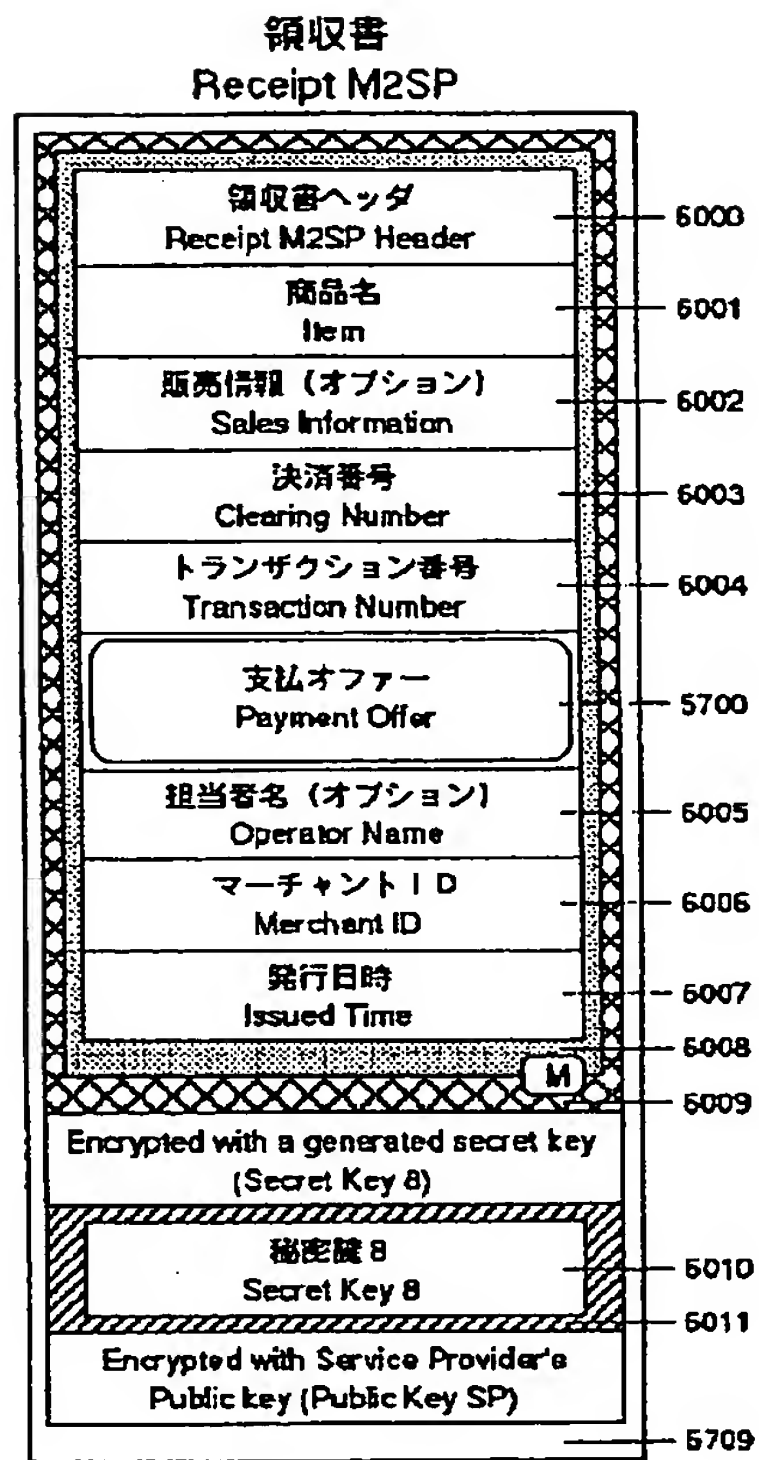 領収書
Receipt M2SP
領収書ヘッダ
Receipt M2SP Header
6000
商品名
Item
6001
販売情報（オプション）
Sales Information
6002
決済番号
Clearing Number
6003
トランザクション番号
Transaction Number
6004
支払オファー
Payment Offer
5700
担当者名（オプション）
Operator Name
6005
マーチャントＩＤ
Merchant ID
6006
発行日時
Issued Time
6007
6008
M
6009
Encrypted with a generated secret key
(Secret Key 8)
秘密鍵8
Secret Key 8
6010
6011
Encrypted with Service Provider's
Public key (Public Key SP)
5709